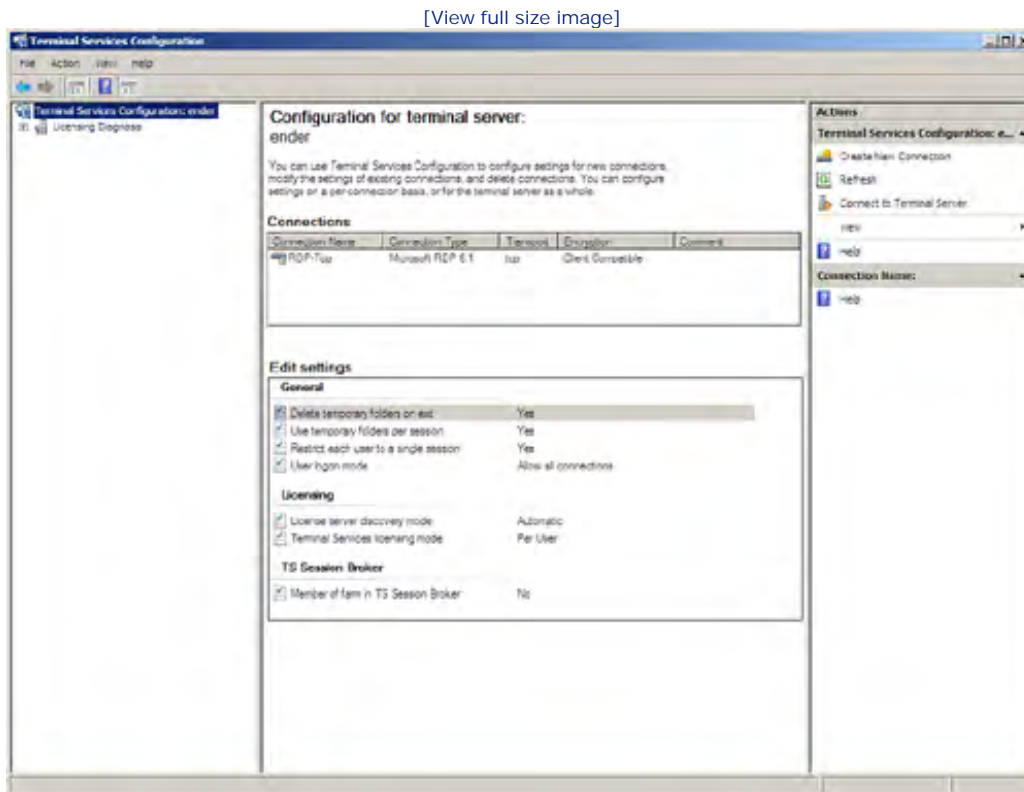 [View full size image]
Terminal Services Configuration
File Action View Help
Terminal Services Configuration: ender
Licensing Diagnosis
Configuration for terminal server:
ender
You can use Terminal Services Configuration to configure settings for new connections,
modify the settings of existing connections, and delete connections. You can configure
settings on a per-connection basis, or for the terminal server as a whole.
Connections
Connection Name Connection Type Transport Encryption Comment
RDP-Tcp Microsoft RDP 6.1 tcp Client Compatible
Edit settings
General
Delete temporary folders on exit Yes
Use temporary folders per session Yes
Restrict each user to a single session Yes
User logon mode Allow all connections
Licensing
License server discovery mode Automatic
Terminal Services licensing mode Per User
TS Session Broker
Member of farm in TS Session Broker No
Actions
Terminal Services Configuration: e...
Create New Connection
Refresh
Connect to Terminal Server
View
Help
Connection Name:
Help